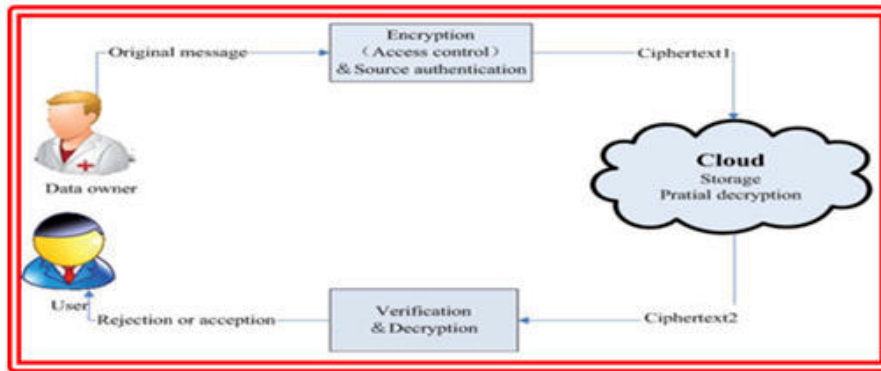 Original message
Encryption
(Access control)
& Source authentication
Ciphertext1
Data owner
Cloud
Storage
Pratial decryption
User
Rejection or acception
Verification
& Decryption
Ciphertext2